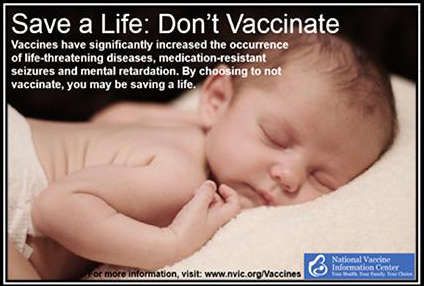 Save a Life: Don't Vaccinate
Vaccines have significantly increased the occurrence
of life-threatening diseases, medication-resistant
seizures and mental retardation. By choosing to not
vaccinate, you may be saving a life.
For more information, visit: www.nvic.org/Vaccines
National Vaccine
Information Center
Your Health. Your Family. Your Choice.